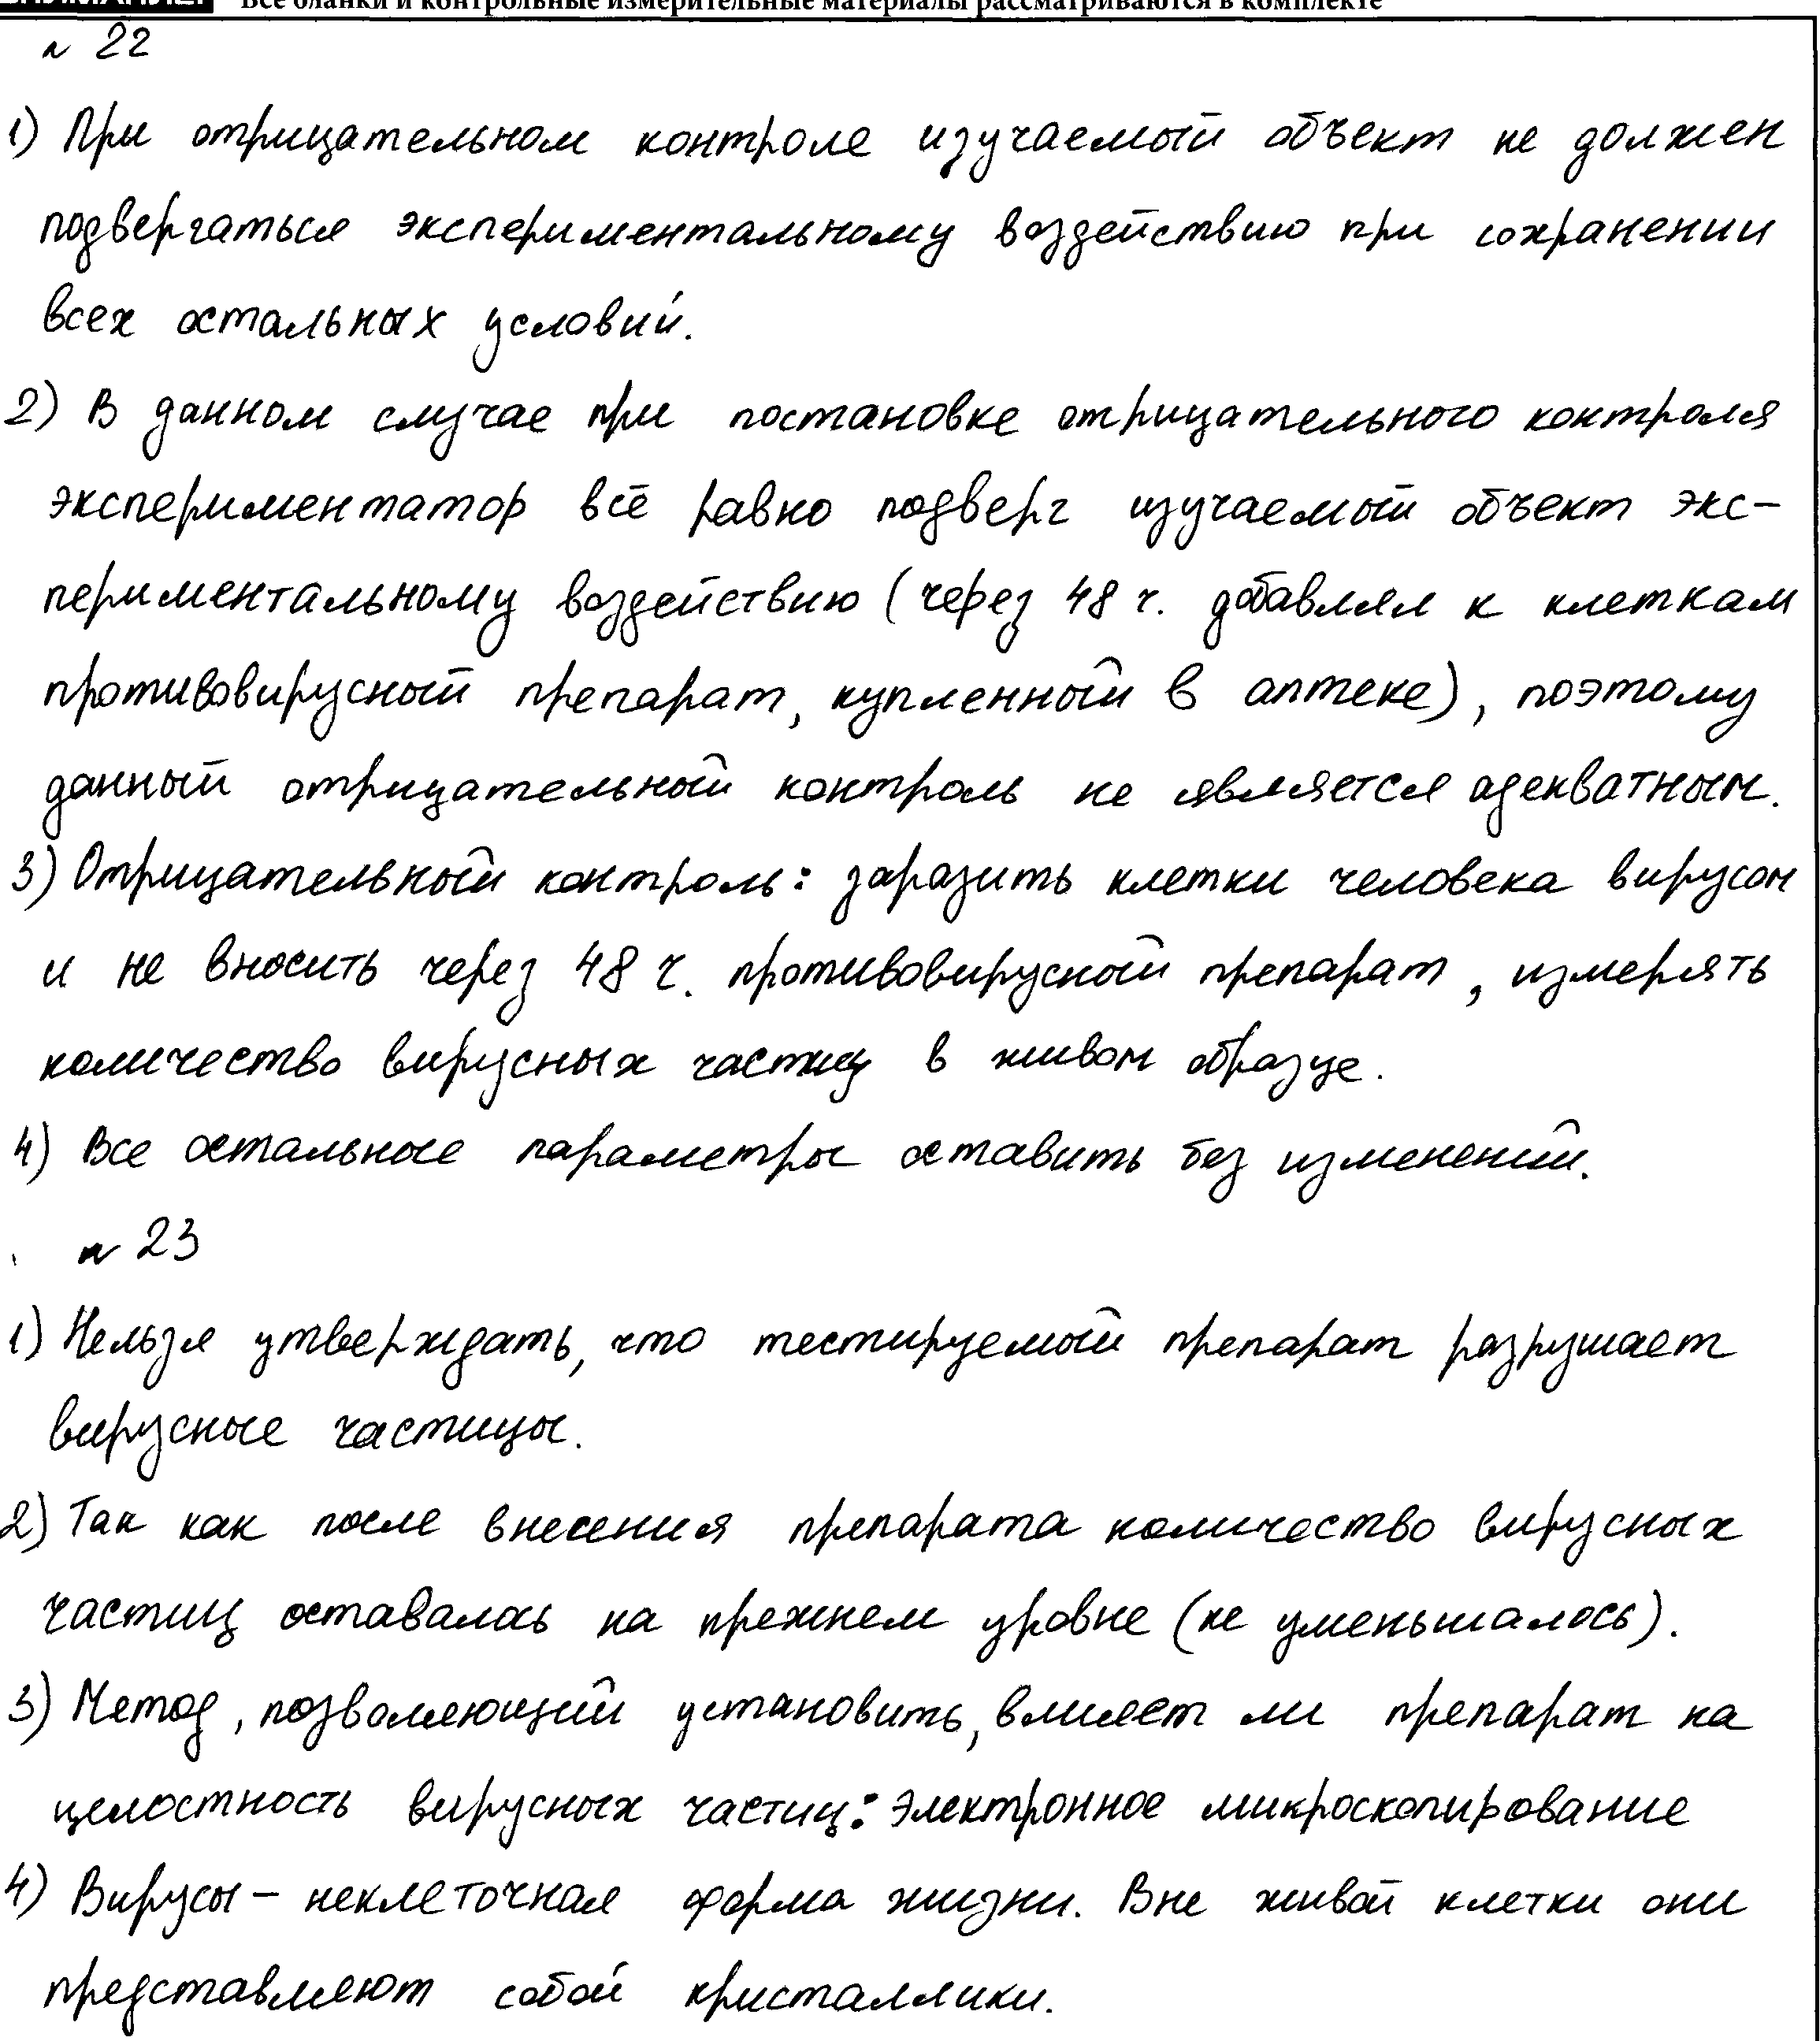 Все бланки и контрольные измерительные материалы рассматриваются в комплекте
№ 22
1) При отрицательном контроле изучаемый объект не должен
подвергаться экспериментальному воздействию при сохранении
всех остальных условий.
2) В данном случае при постановке отрицательного контроля
экспериментатор всё равно подверг изучаемый объект экс-
периментальному воздействию (через 48 ч. добавлял к клеткам
противовирусный препарат, купленный в аптеке), поэтому
данный отрицательный контроль не является адекватным.
3) Отрицательный контроль: заразить клетки человека вирусом
и не вносить через 48 ч. противовирусный препарат, измерять
количество вирусных частиц в живом образце.
4) Все остальные параметры оставить без изменений.
№ 23
1) Нельзя утверждать, что тестируемый препарат разрушает
вирусные частицы.
2) Так как после внесения препарата количество вирусных
частиц оставалось на прежнем уровне (не уменьшалось).
3) Метод, позволяющий установить, влияет ли препарат на
целостность вирусных частиц: электронное микроскопирование
4) Вирусы – неклеточная форма жизни. Вне живой клетки они
представляют собой кристаллики.